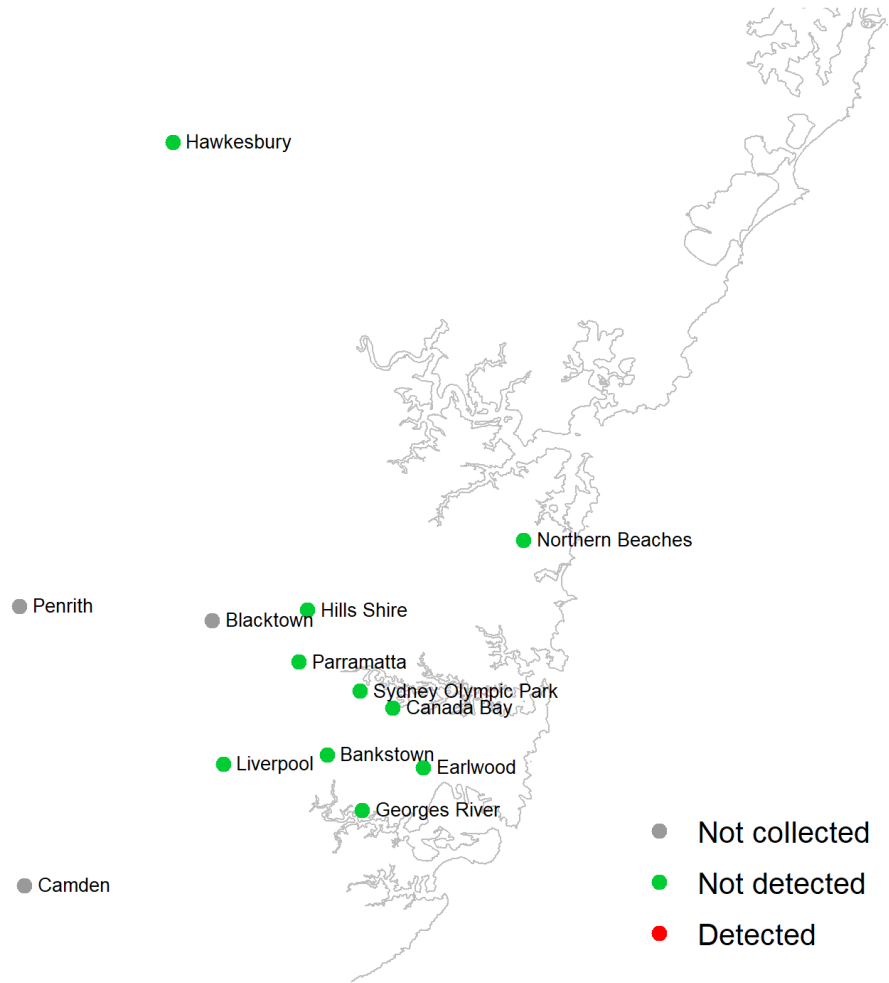 Hawkesbury
Northern Beaches
Penrith
Hills Shire
Blacktown
Parramatta
Sydney Olympic Park
Canada Bay
Bankstown
Liverpool
Earlwood
Georges River
Camden
Not collected
Not detected
Detected